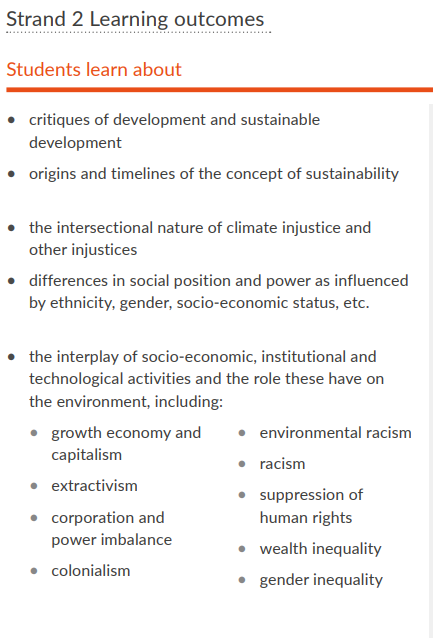 Strand 2 Learning outcomes
Students learn about
• critiques of development and sustainable
development
• origins and timelines of the concept of sustainability
• the intersectional nature of climate injustice and
other injustices
• differences in social position and power as influenced
by ethnicity, gender, socio-economic status, etc.
• the interplay of socio-economic, institutional and
technological activities and the role these have on
the environment, including:
• growth economy and
capitalism
• extractivism
• corporation and
power imbalance
• colonialism
• environmental racism
• racism
• suppression of
human rights
• wealth inequality
• gender inequality